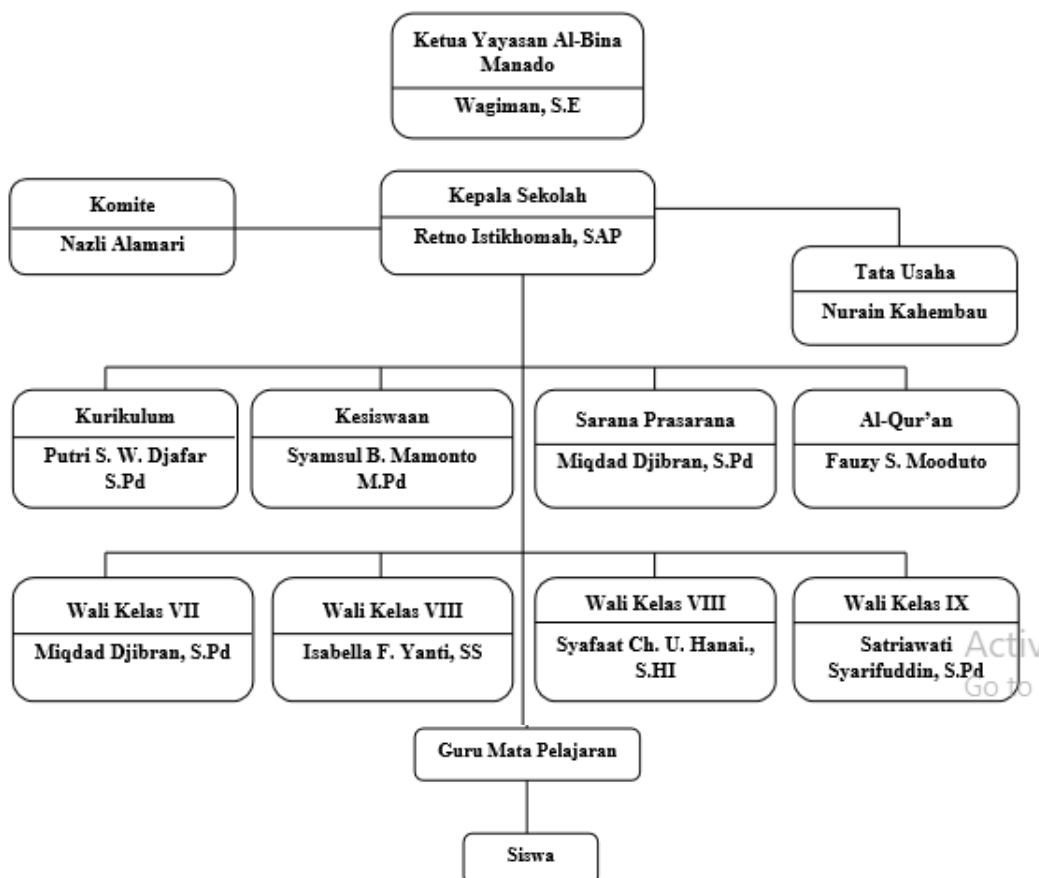 Ketua Yayasan Al-Bina
Manado
Wagiman, S.E
Komite
Nazli Alamari
Kepala Sekolah
Retno Istikhomah, SAP
Tata Usaha
Nurain Kahembau
Kurikulum
Putri S. W. Djafar
S.Pd
Kesiswaan
Syamsul B. Mamonto
M.Pd
Sarana Prasarana
Miqdad Djibran, S.Pd
Al-Qur’an
Fauzy S. Mooduto
Wali Kelas VII
Miqdad Djibran, S.Pd
Wali Kelas VIII
Isabella F. Yanti, SS
Wali Kelas VIII
Syafaat Ch. U. Hanai.,
S.HI
Wali Kelas IX
Satriawati
Syarifuddin, S.Pd
Activ
Go to
Guru Mata Pelajaran
Siswa